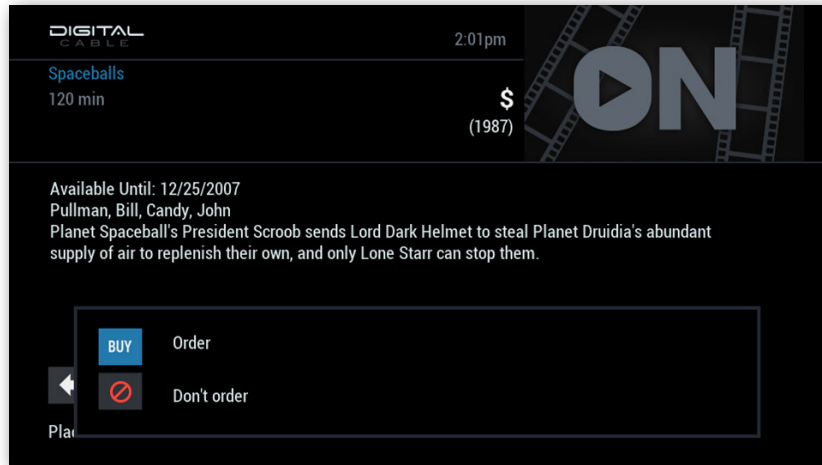 DIGITAL
CABLE
2:01pm
ON
Spaceballs
120 min
$
(1987)
Available Until: 12/25/2007
Pullman, Bill, Candy, John
Planet Spaceball's President Scroob sends Lord Dark Helmet to steal Planet Druidia's abundant
supply of air to replenish their own, and only Lone Starr can stop them.
BUY Order
Don't order